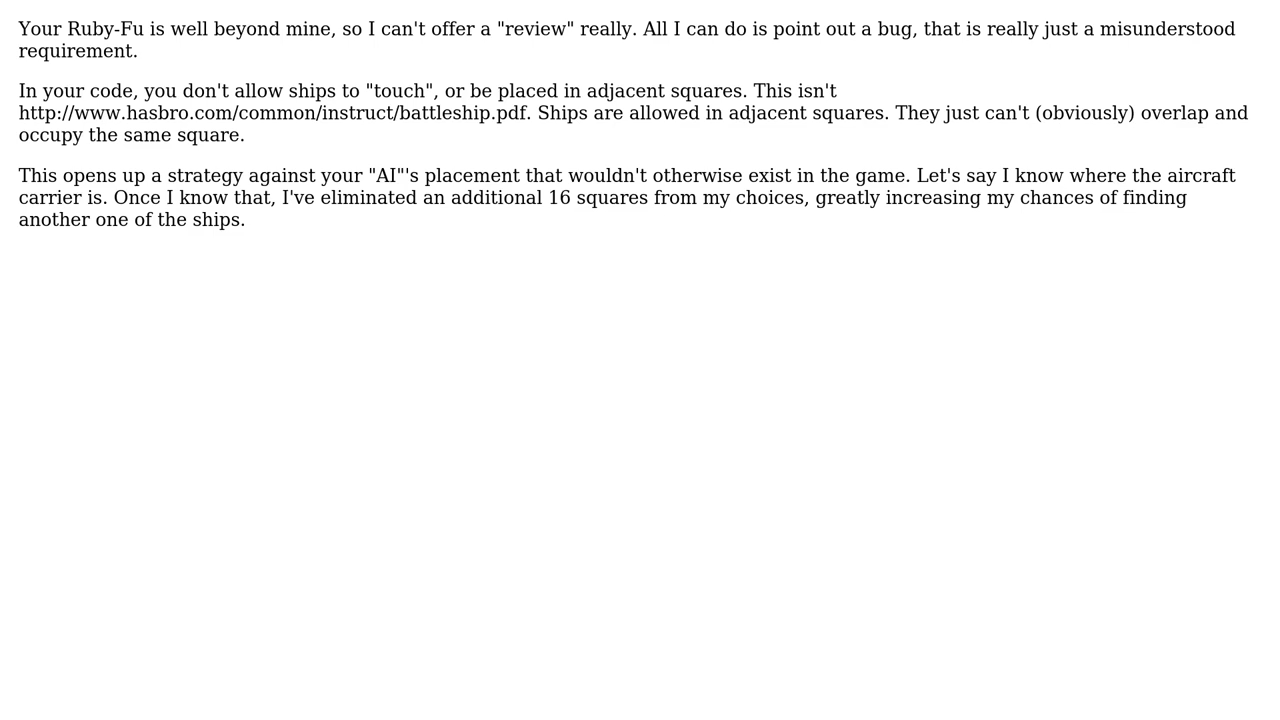 Your Ruby-Fu is well beyond mine, so I can't offer a "review" really. All I can do is point out a bug, that is really just a misunderstood
requirement.
In your code, you don't allow ships to "touch", or be placed in adjacent squares. This isn't
http://www.hasbro.com/common/instruct/battleship.pdf. Ships are allowed in adjacent squares. They just can't (obviously) overlap and
occupy the same square.
This opens up a strategy against your "AI"'s placement that wouldn't otherwise exist in the game. Let's say I know where the aircraft
carrier is. Once I know that, I've eliminated an additional 16 squares from my choices, greatly increasing my chances of finding
another one of the ships.